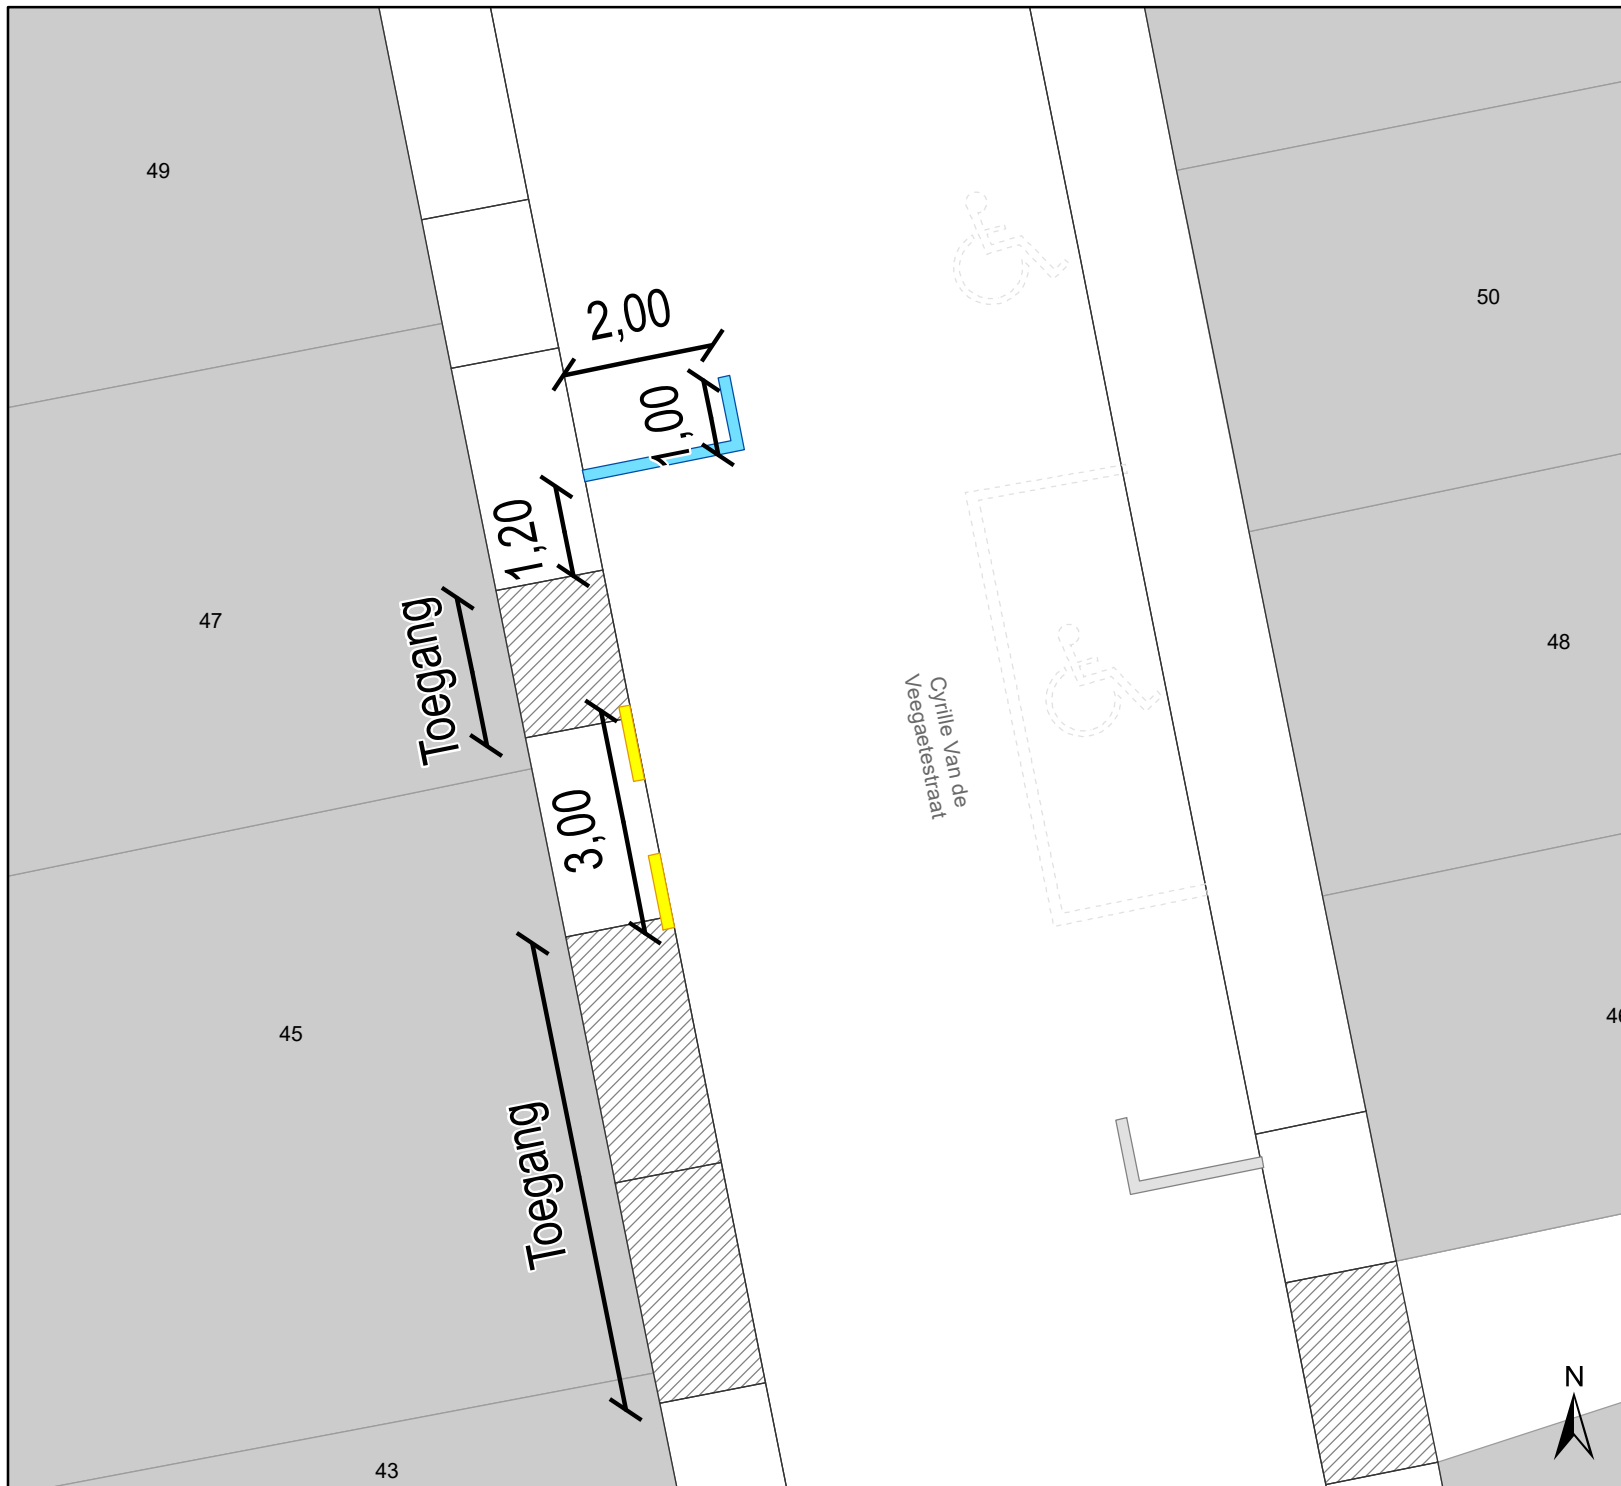 49
50
2,00
1,00
1,20
47
Toegang
48
Cyrille Van de
Veegaetestraat
3,00
45
Toegang
N
43